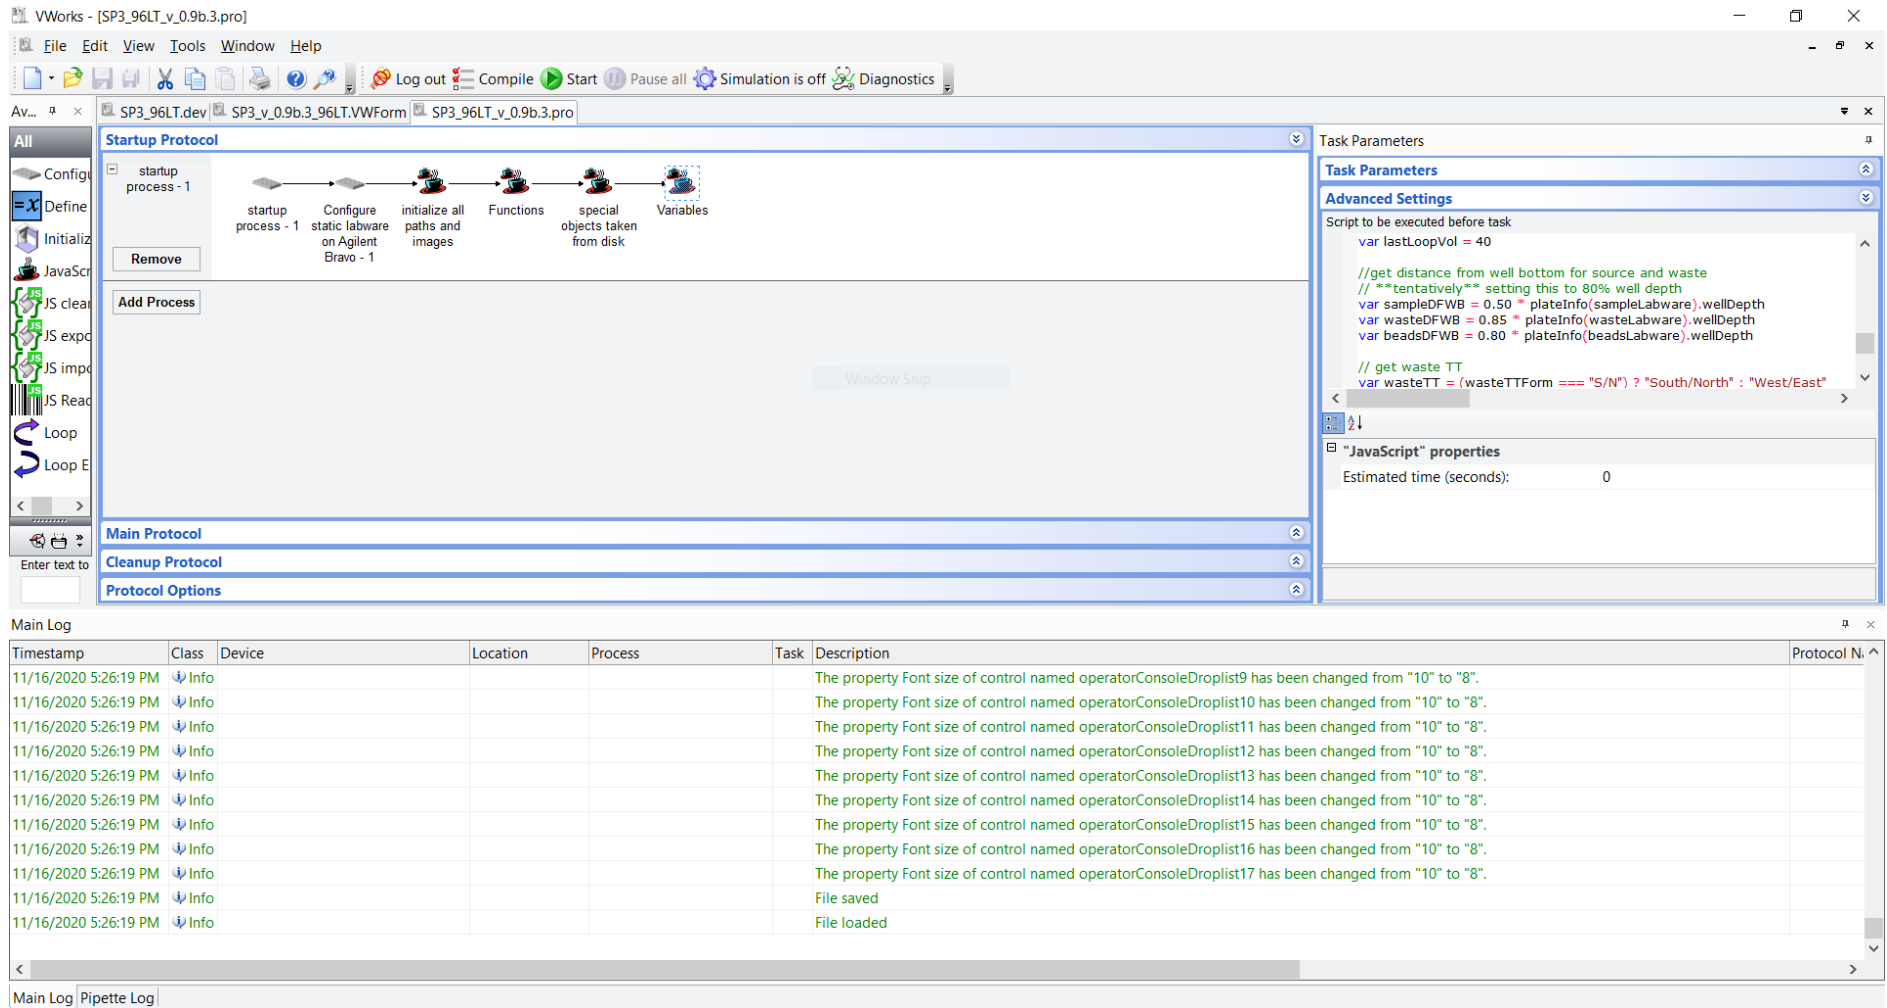 VWorks - [SP3_96LT_v_0.9b.3.pro]
File Edit View Tools Window Help
Log out Compile Start Pause all Simulation is off Diagnostics
Av...
SP3_96LT.dev SP3_v_0.9b.3_96LT.VWForm SP3_96LT_v_0.9b.3.pro
All
Configu
=x Define
Initializ
JavaScr
JS clear
JS expo
JS impo
JS Read
Loop
Loop E
Enter text to
Startup Protocol
startup
process - 1
Remove
Add Process
startup
process - 1
Configure
static labware
on Agilent
Bravo - 1
initialize all
paths and
images
Functions
special
objects taken
from disk
Variables
Window Snip
Main Protocol
Cleanup Protocol
Protocol Options
Task Parameters
Task Parameters
Advanced Settings
Script to be executed before task
var lastLoopVol = 40
//get distance from well bottom for source and waste
// **tentatively** setting this to 80% well depth
var sampleDFWB = 0.50 * plateInfo(sampleLabware).wellDepth
var wasteDFWB = 0.85 * plateInfo(wasteLabware).wellDepth
var beadsDFWB = 0.80 * plateInfo(beadsLabware).wellDepth
// get waste TT
var wasteTT = (wasteTTForm === "S/N") ? "South/North" : "West/East"
"JavaScript" properties
Estimated time (seconds): 0
Main Log
Timestamp Class Device Location Process Task Description Protocol Na
11/16/2020 5:26:19 PM Info The property Font size of control named operatorConsoleDroplist9 has been changed from "10" to "8".
11/16/2020 5:26:19 PM Info The property Font size of control named operatorConsoleDroplist10 has been changed from "10" to "8".
11/16/2020 5:26:19 PM Info The property Font size of control named operatorConsoleDroplist11 has been changed from "10" to "8".
11/16/2020 5:26:19 PM Info The property Font size of control named operatorConsoleDroplist12 has been changed from "10" to "8".
11/16/2020 5:26:19 PM Info The property Font size of control named operatorConsoleDroplist13 has been changed from "10" to "8".
11/16/2020 5:26:19 PM Info The property Font size of control named operatorConsoleDroplist14 has been changed from "10" to "8".
11/16/2020 5:26:19 PM Info The property Font size of control named operatorConsoleDroplist15 has been changed from "10" to "8".
11/16/2020 5:26:19 PM Info The property Font size of control named operatorConsoleDroplist16 has been changed from "10" to "8".
11/16/2020 5:26:19 PM Info The property Font size of control named operatorConsoleDroplist17 has been changed from "10" to "8".
11/16/2020 5:26:19 PM Info File saved
11/16/2020 5:26:19 PM Info File loaded
Main Log Pipette Log